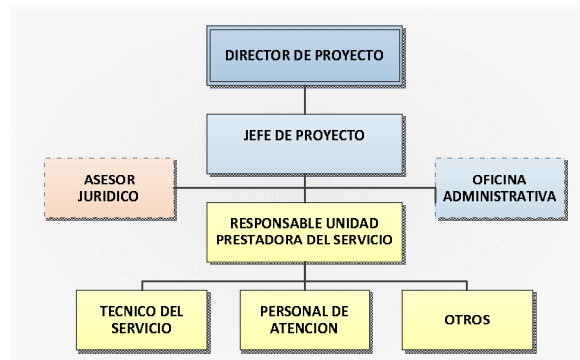 DIRECTOR DE PROYECTO
JEFE DE PROYECTO
ASESOR
JURIDICO
OFICINA
ADMINISTRATIVA
RESPONSABLE UNIDAD
PRESTADORA DEL SERVICIO
TECNICO DEL
SERVICIO
PERSONAL DE
ATENCION
OTROS